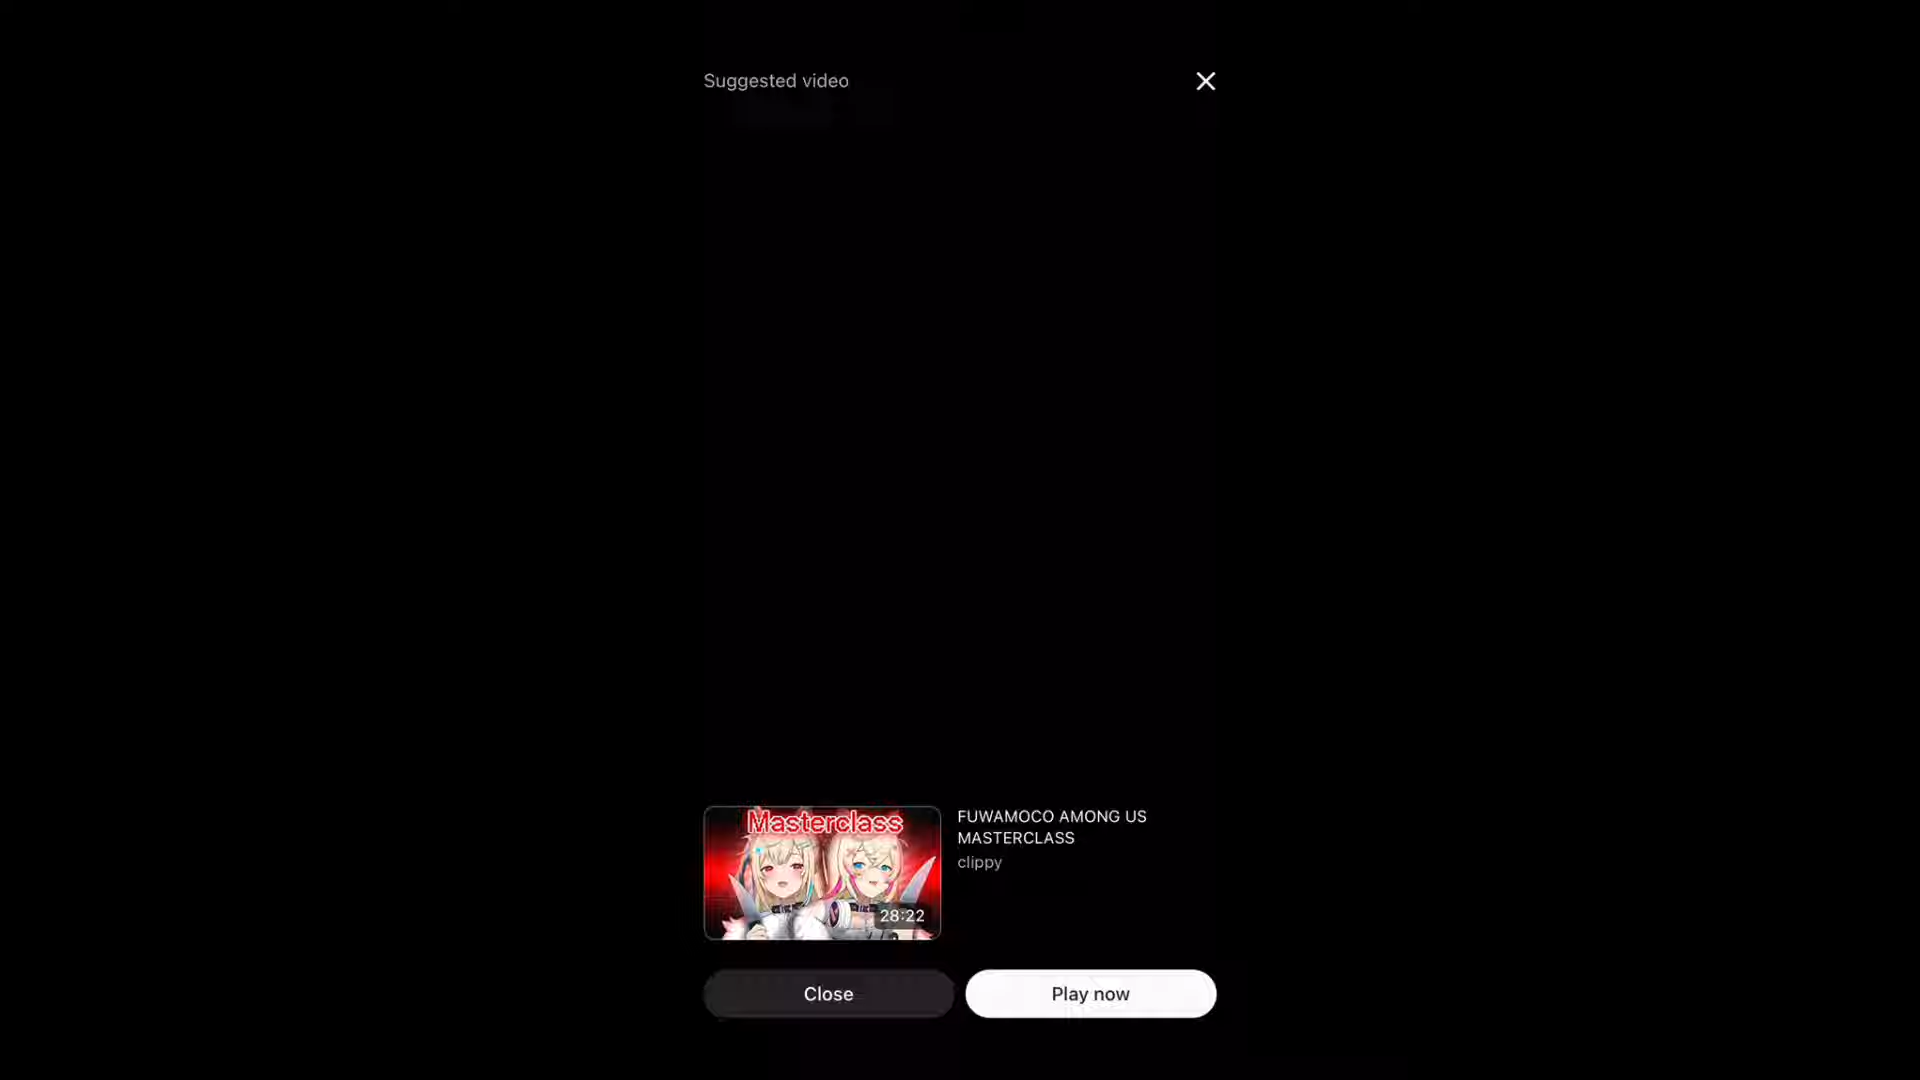 Suggested video
Masterclass
28:22
FUWAMOCO AMONG US
MASTERCLASS
clippy
Close
Play now